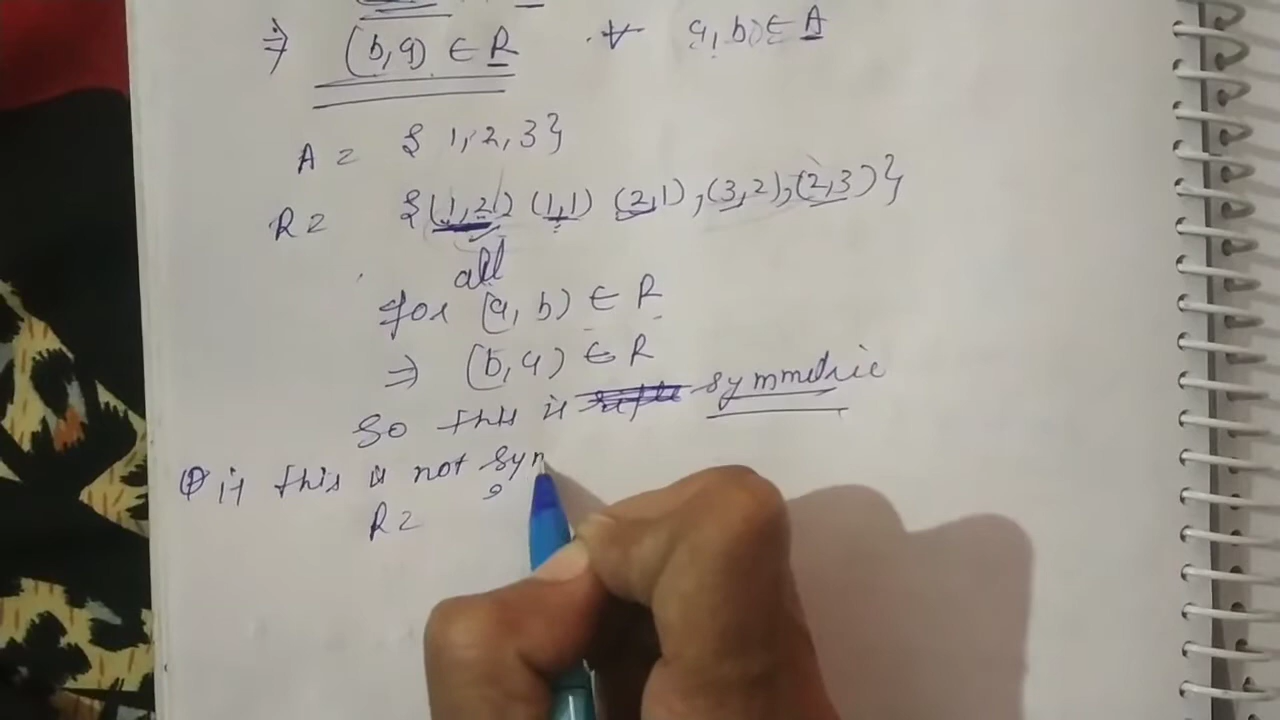 ⇒ (b,a) ∈ R ∀ a,b ∈ A
A = { 1, 2, 3}
R = {(1,2) (1,1) (2,1), (3,2), (2,3)}
all
for (a, b) ∈ R
⇒ (b, a) ∈ R
So this is symmetric
if this is not Sym
R =